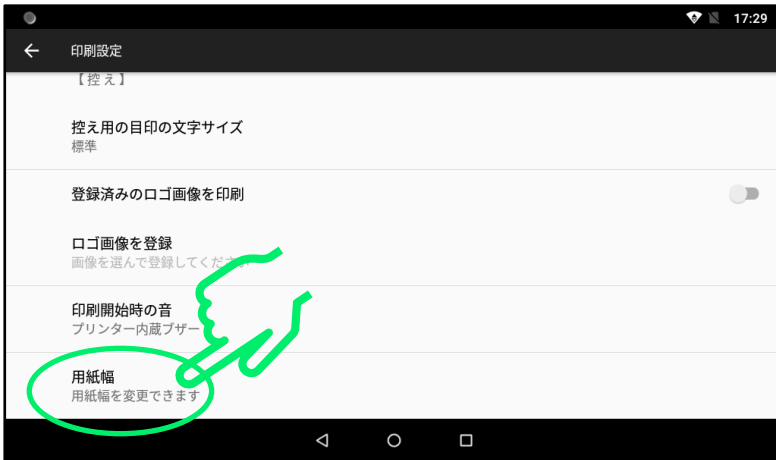 17:29
印刷設定
【控え】
控え用の目印の文字サイズ
標準
登録済みのロゴ画像を印刷
ロゴ画像を登録
画像を選んで登録してください
印刷開始時の音
プリンター内蔵ブザー
用紙幅
用紙幅を変更できます